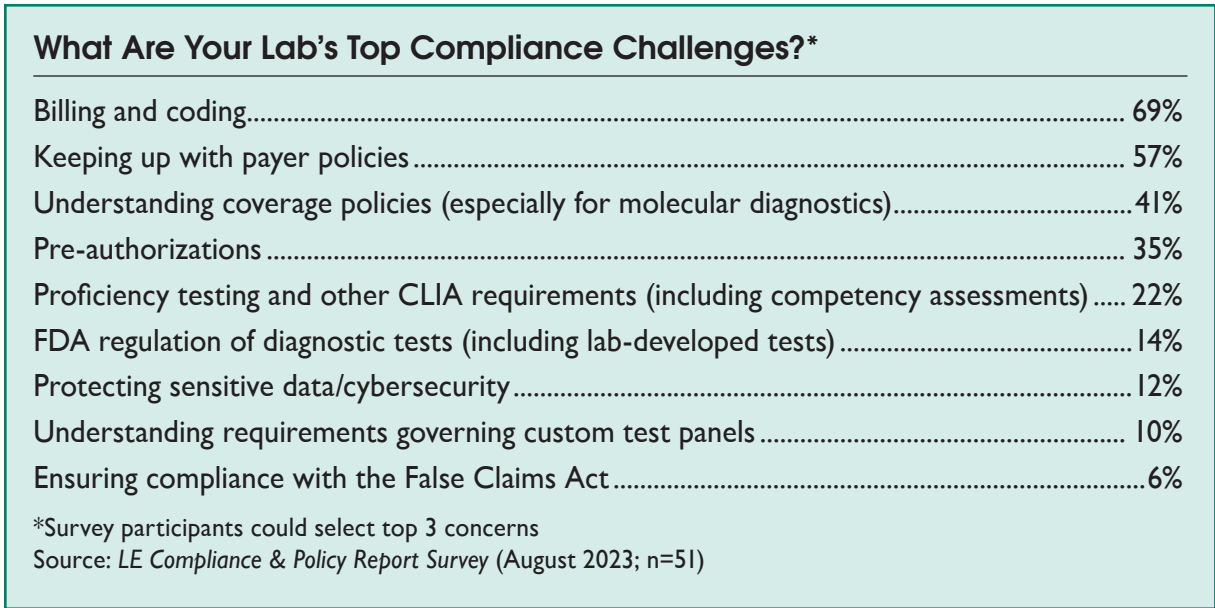 What Are Your Lab's Top Compliance Challenges?*
Billing and coding........................................................................................................................ 69%
Keeping up with payer policies................................................................................................. 57%
Understanding coverage policies (especially for molecular diagnostics).................................41%
Pre-authorizations..................................................................................................................... 35%
Proficiency testing and other CLIA requirements (including competency assessments)..... 22%
FDA regulation of diagnostic tests (including lab-developed tests)........................................14%
Protecting sensitive data/cybersecurity....................................................................................12%
Understanding requirements governing custom test panels.................................................. 10%
Ensuring compliance with the False Claims Act.......................................................................6%
*Survey participants could select top 3 concerns
Source: LE Compliance & Policy Report Survey (August 2023; n=51)